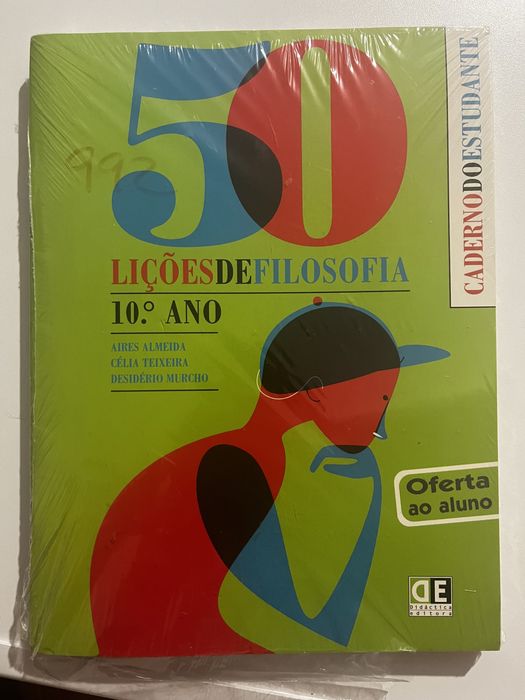 50
LIÇÕESDEFILOSOFIA
10.º ANO
AIRES ALMEIDA
CÉLIA TEIXEIRA
DESIDÉRIO MURCHO
CADERNODOESTUDANTE
992
Oferta
ao aluno
DE
Didáctica
editora